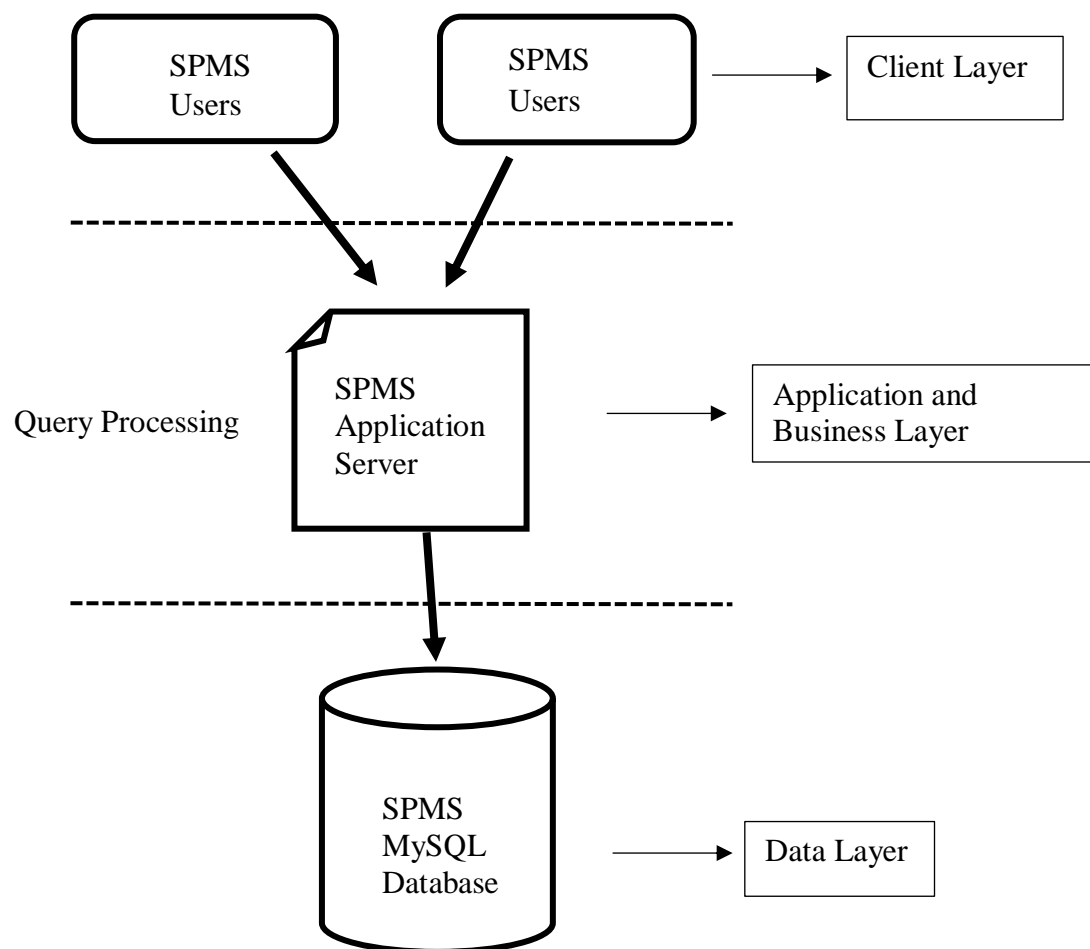 SPMS
Users
SPMS
Users
Client Layer
Query Processing
SPMS
Application
Server
Application and
Business Layer
SPMS
MySQL
Database
Data Layer